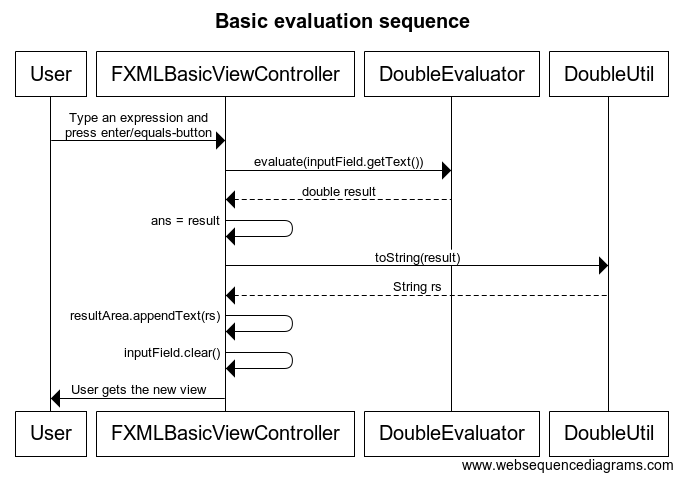 Basic evaluation sequence
User FXMLBasicViewController DoubleEvaluator DoubleUtil
Type an expression and
press enter/equals-button
evaluate(inputField.getText())
double result
ans = result
toString(result)
String rs
resultArea.appendText(rs)
inputField.clear()
User gets the new view
User FXMLBasicViewController DoubleEvaluator DoubleUtil
www.websequencediagrams.com